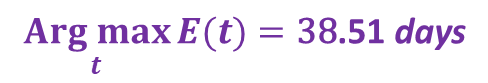 Arg max E(t) = 38.51 days
t